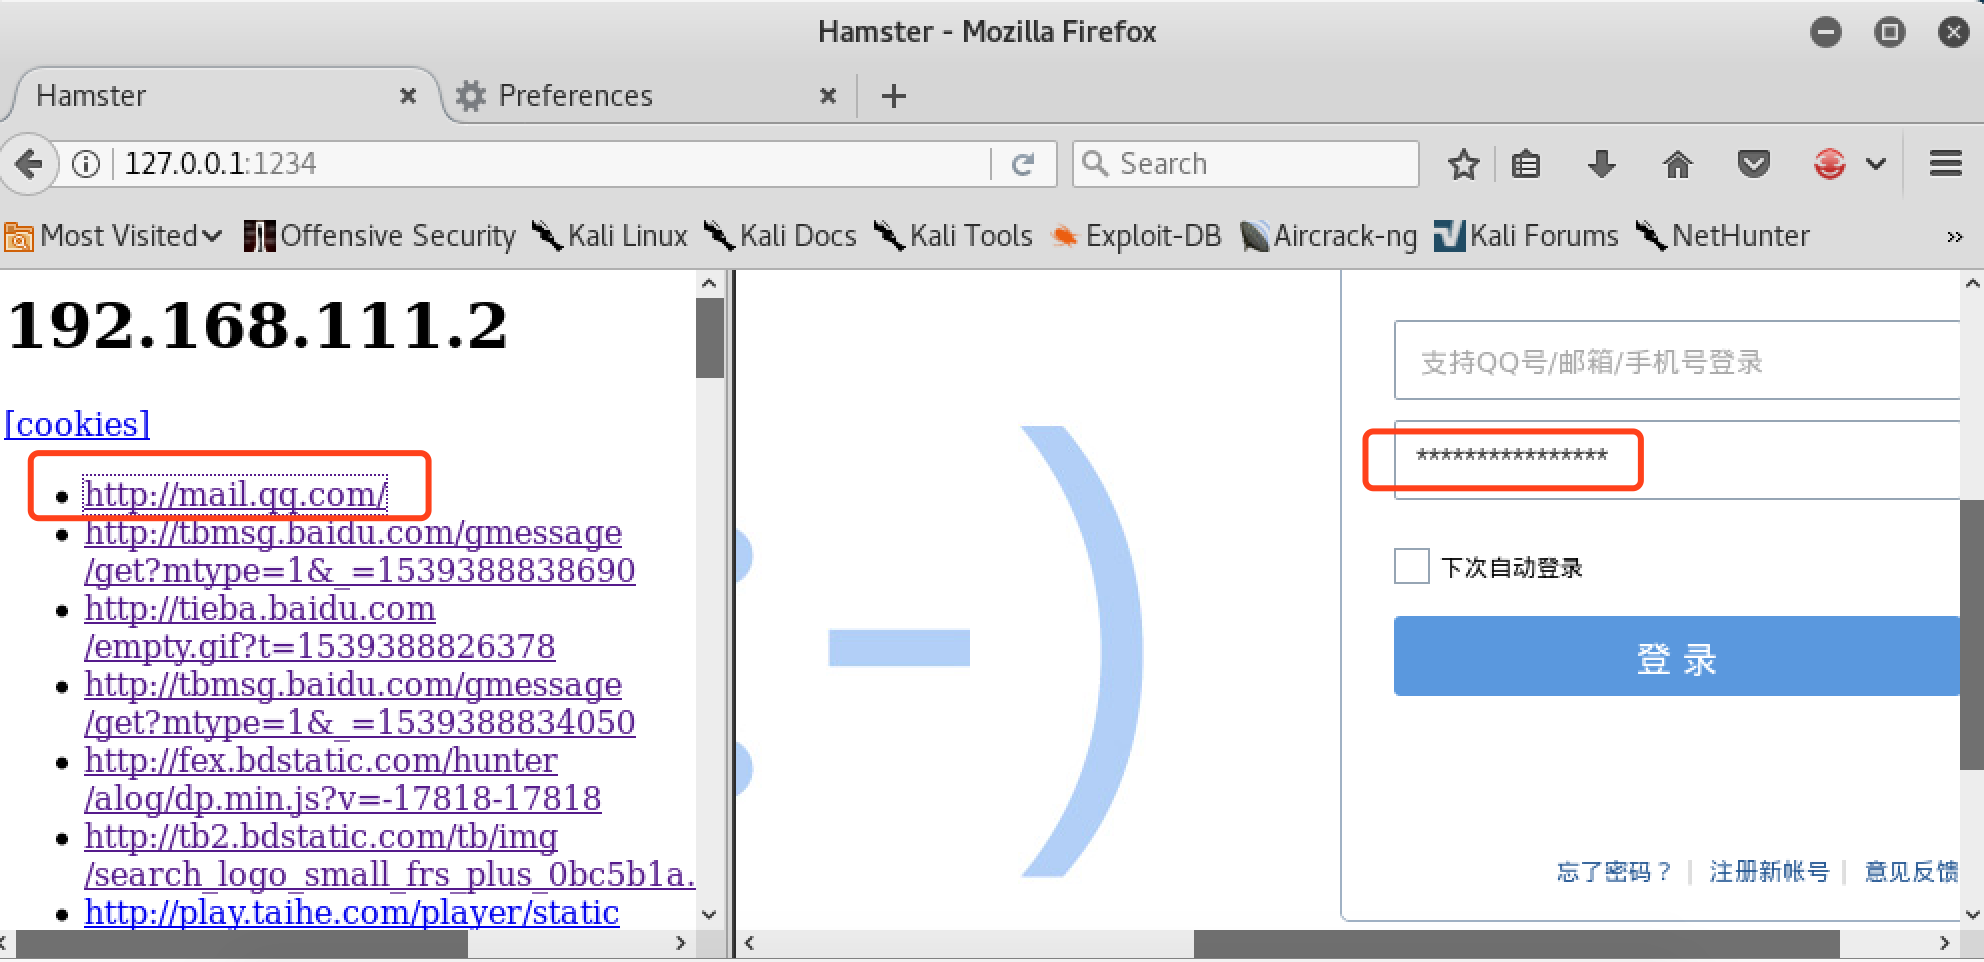 Hamster - Mozilla Firefox
Hamster
Preferences
127.0.0.1:1234
Search
Most Visited
Offensive Security
Kali Linux
Kali Docs
Kali Tools
Exploit-DB
Aircrack-ng
Kali Forums
NetHunter
192.168.111.2
[cookies]
http://mail.qq.com/
http://tbmsg.baidu.com/gmessage
/get?mtype=1&_=1539388838690
http://tieba.baidu.com
/empty.gif?t=1539388826378
http://tbmsg.baidu.com/gmessage
/get?mtype=1&_=1539388834050
http://fex.bdstatic.com/hunter
/alog/dp.min.js?v=-17818-17818
http://tb2.bdstatic.com/tb/img
/search_logo_small_frs_plus_0bc5b1a.
http://play.taihe.com/player/static
:-)
支持QQ号/邮箱/手机号登录
****************
下次自动登录
登 录
忘了密码？ | 注册新帐号 | 意见反馈